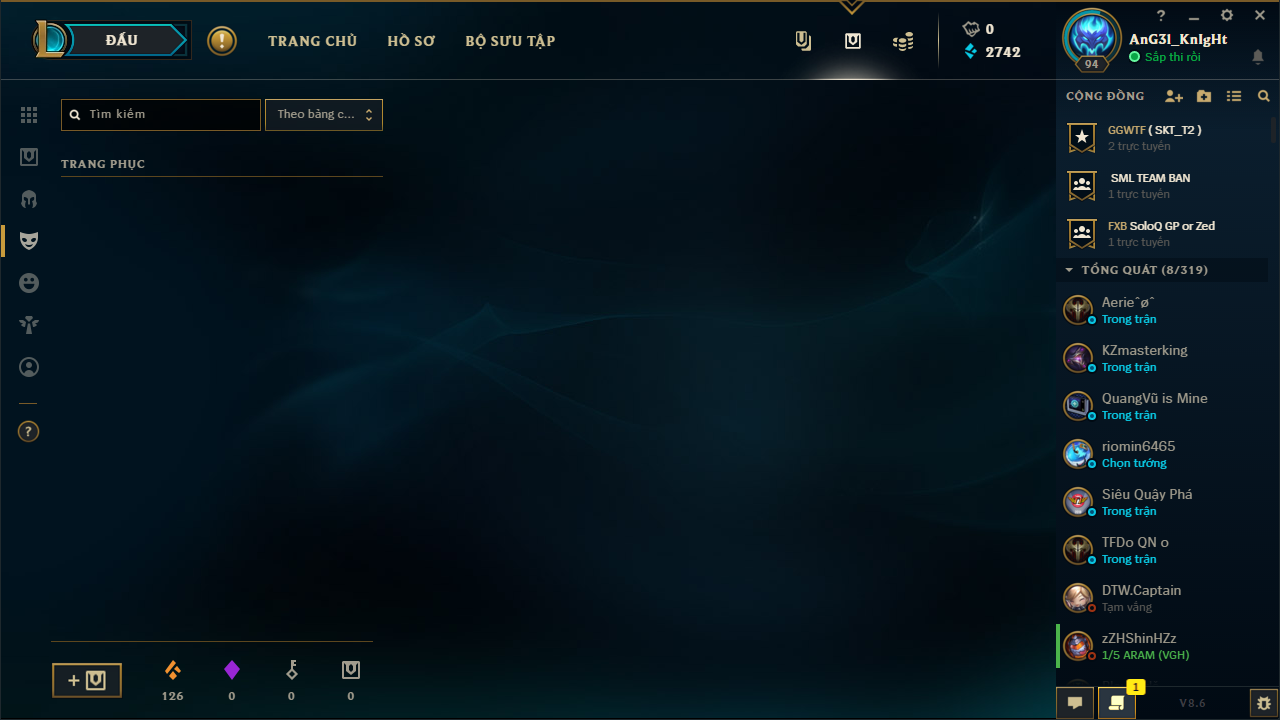 ĐẤU
TRANG CHỦ
HỒ SƠ
BỘ SƯU TẬP
0
2742
94
AnG3l_KnIgHt
Sắp thi rồi
Tìm kiếm
Theo bảng c...
TRANG PHỤC
126
0
0
0
CỘNG ĐỒNG
GGWTF ( SKT_T2 )
2 trực tuyến
SML TEAM BAN
1 trực tuyến
FXB SoloQ GP or Zed
1 trực tuyến
TỔNG QUÁT (8/319)
Aerieˆøˆ
Trong trận
KZmasterking
Trong trận
QuangVũ is Mine
Trong trận
riomin6465
Chọn tướng
Siêu Quậy Phá
Trong trận
TFDo QN o
Trong trận
DTW.Captain
Tạm vắng
zZHShinHZz
1/5 ARAM (VGH)
1
V8.6